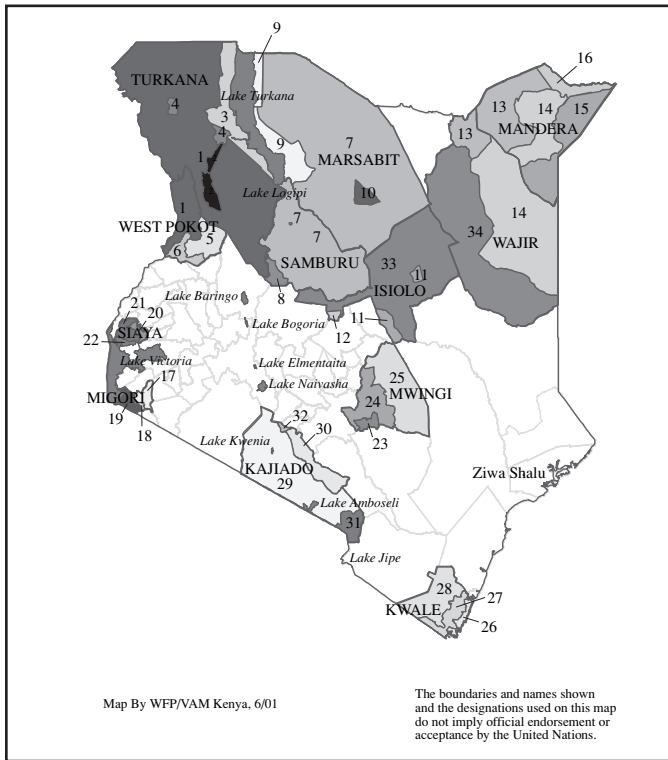 9
16
TURKANA
4
Lake Turkana
3
4
13
14
15
MANDERA
13
7
MARSABIT
9
1
10
Lake Logipi
1
7
14
WEST POKOT
5
7
34
WAJIR
6
SAMBURU
33
11
ISIOLO
8
Lake Baringo
21
20
Lake Bogoria
11
12
SIAYA
22
Lake Victoria
17
Lake Elmentaita
25
MIGORI
Lake Naivasha
MWINGI
24
19
18
32
30
23
Lake Kwenia
KAJIADO
29
Ziwa Shalu
Lake Amboseli
31
Lake Jipe
28
27
KWALE
26
Map By WFP/VAM Kenya, 6/01
The boundaries and names shown
and the designations used on this map
do not imply official endorsement or
acceptance by the United Nations.